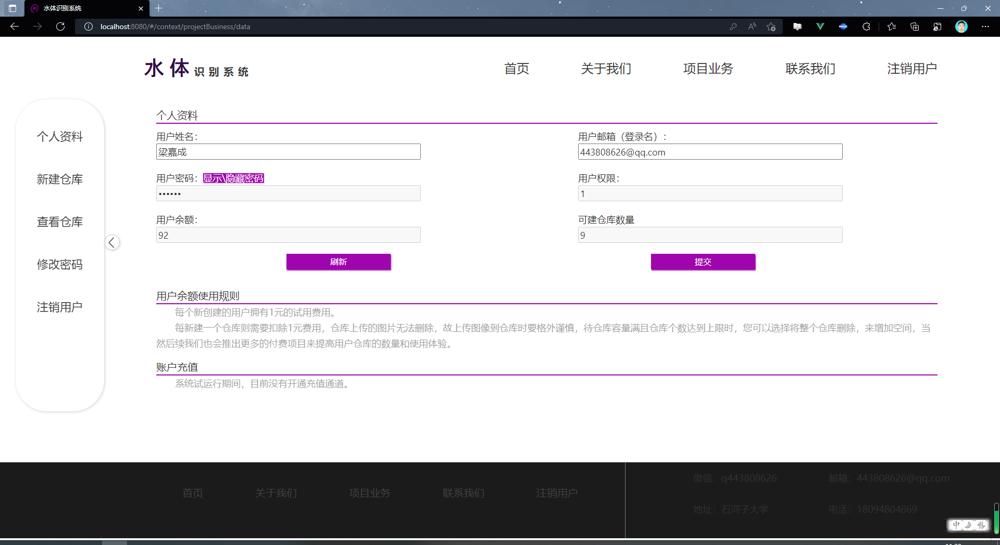 水体识别系统
localhost:8080/#/context/projectBusiness/data
水体 识别系统
首页 关于我们 项目业务 联系我们 注销用户
个人资料
新建仓库
查看仓库
修改密码
注销用户
个人资料
用户姓名： 用户邮箱（登录名）：
梁嘉成 443808626@qq.com
用户密码： 显示\隐藏密码 用户权限：
•••••• 1
用户余额： 可建仓库数量
92 9
刷新 提交
用户余额使用规则
每个新创建的用户拥有1元的试用费用。
每新建一个仓库则需要扣除1元费用，仓库上传的图片无法删除，故上传图像到仓库时要格外谨慎，待仓库容量满且仓库个数达到上限时，您可以选择将整个仓库删除，来增加空间，当
然后续我们也会推出更多的付费项目来提高用户仓库的数量和使用体验。
账户充值
系统试运行期间，目前没有开通充值通道。
首页 关于我们 项目业务 联系我们 注销用户
微信：q443808626 邮箱：443808626@qq.com
地址：石河子大学 电话：18094804869
中